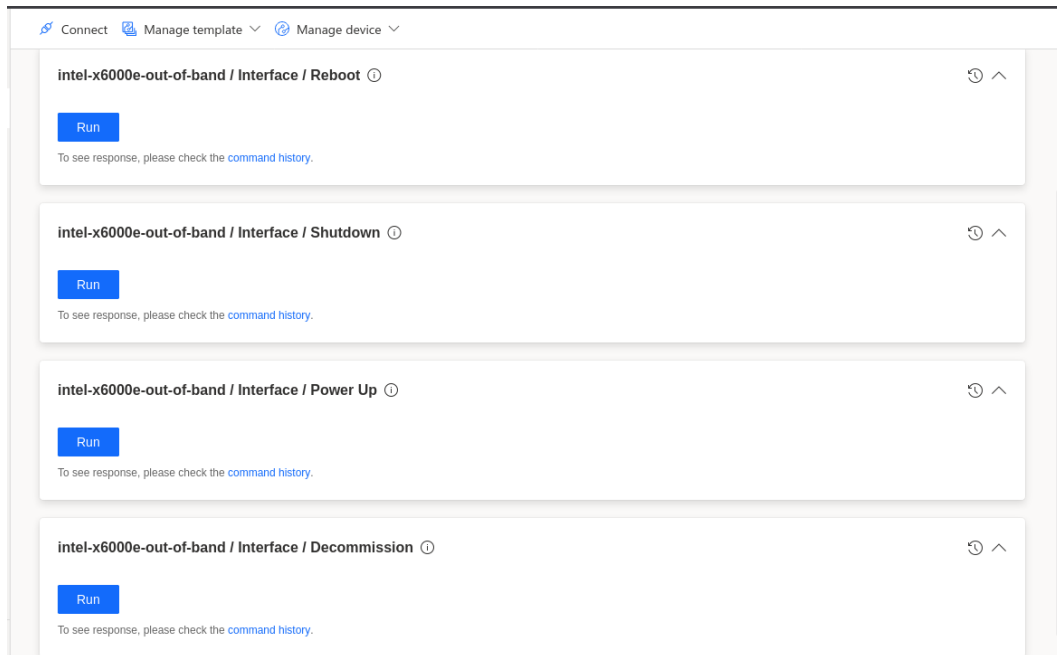 Connect Manage template Manage device
intel-x6000e-out-of-band / Interface / Reboot
Run
To see response, please check the command history.
intel-x6000e-out-of-band / Interface / Shutdown
Run
To see response, please check the command history.
intel-x6000e-out-of-band / Interface / Power Up
Run
To see response, please check the command history.
intel-x6000e-out-of-band / Interface / Decommission
Run
To see response, please check the command history.